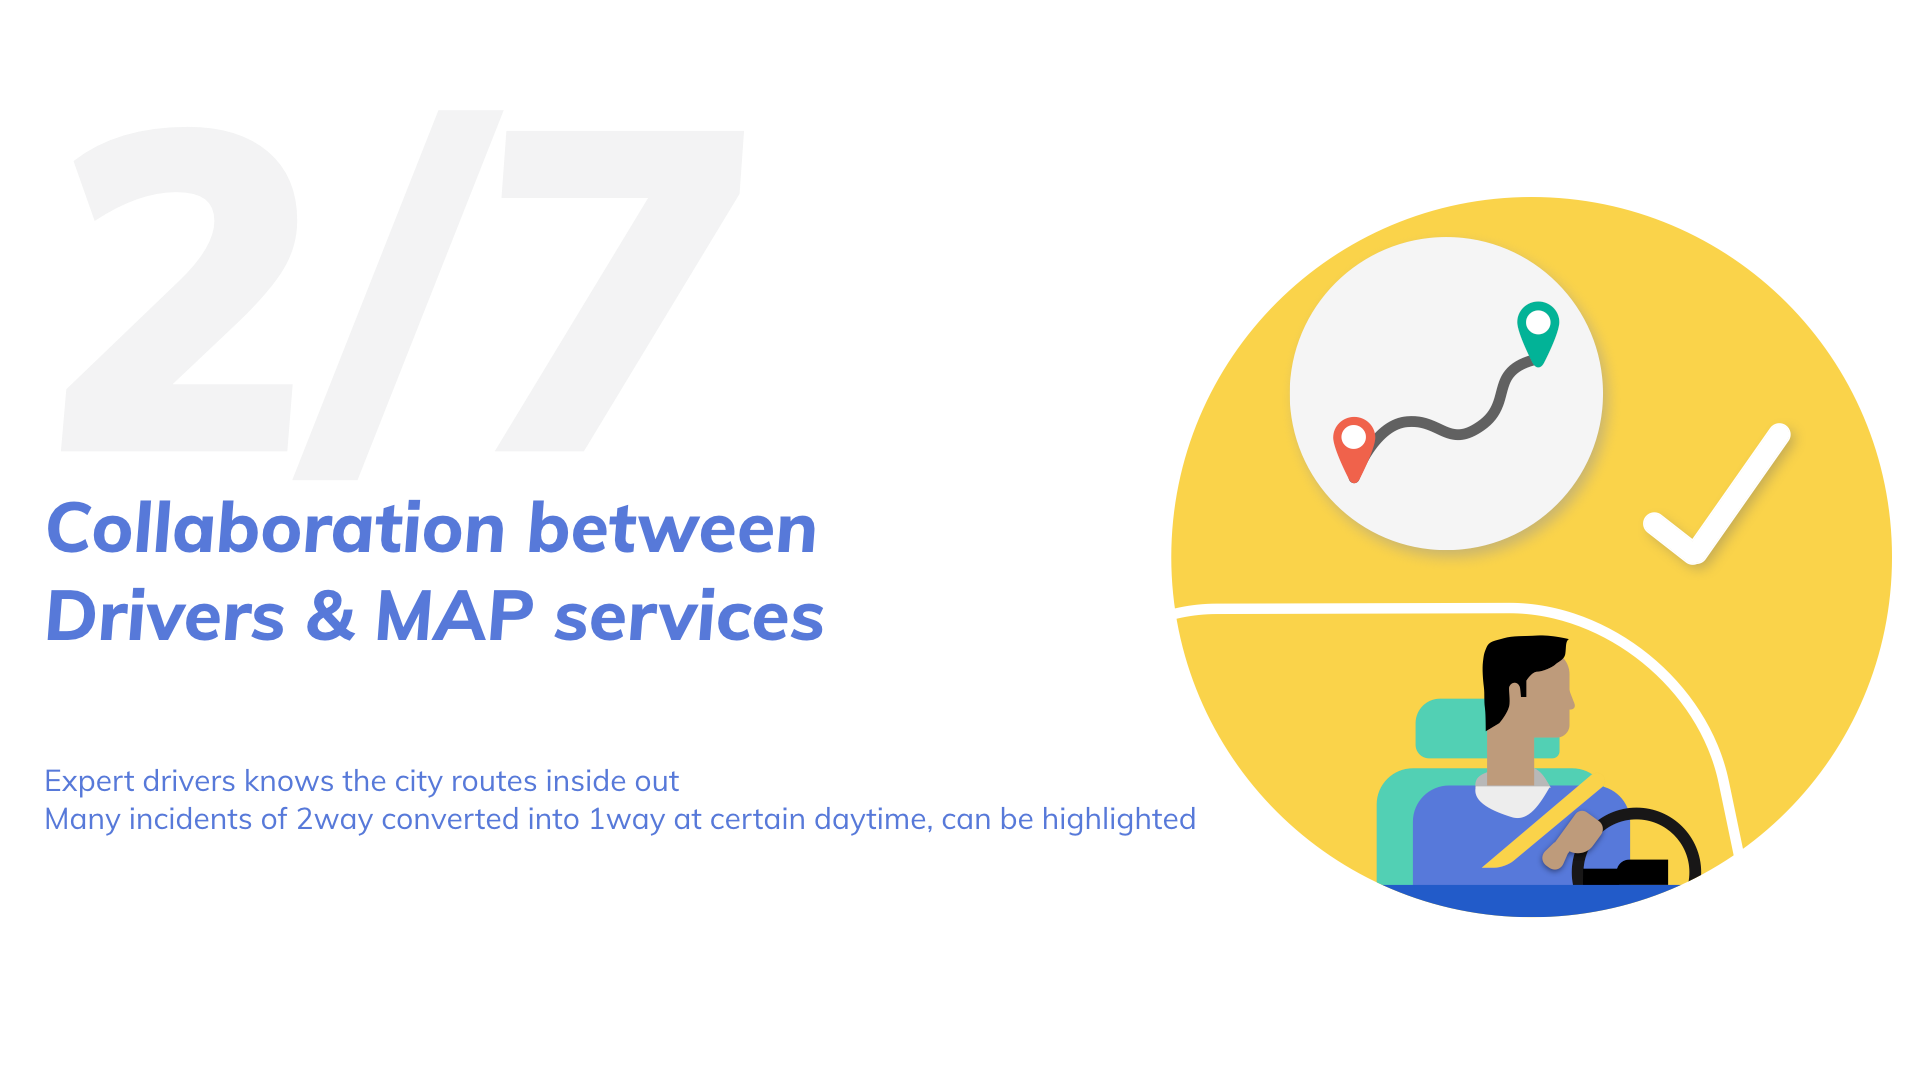 2/7
Collaboration between
Drivers & MAP services
Expert drivers knows the city routes inside out
Many incidents of 2way converted into 1way at certain daytime, can be highlighted